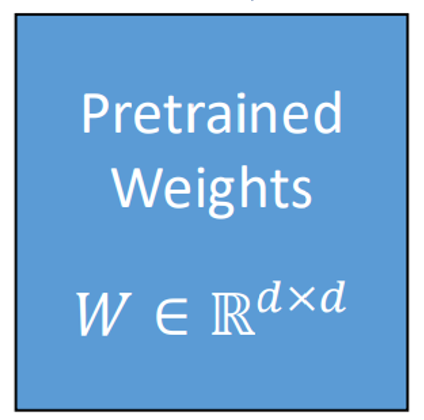 Pretrained
Weights
W ∈ ℝ^{d×d}